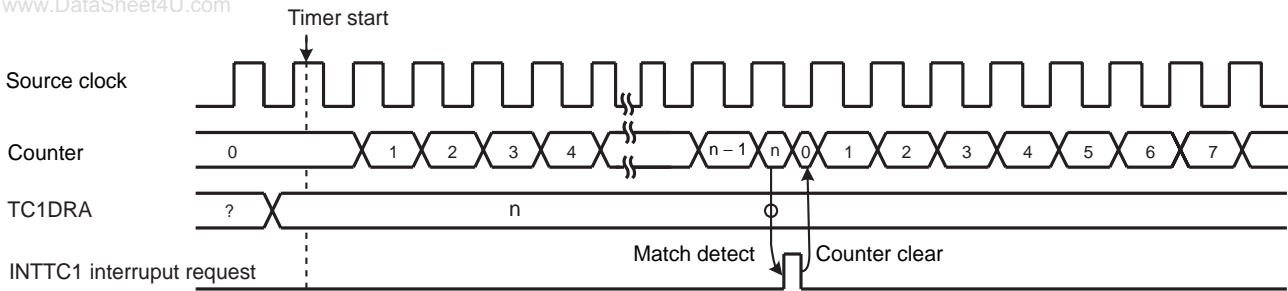 www.DataSheet4U.com
Timer start
Source clock
Counter 0 1 2 3 4 n – 1 n 0 1 2 3 4 5 6 7
TC1DRA ? n
Match detect Counter clear
INTTC1 interruput request